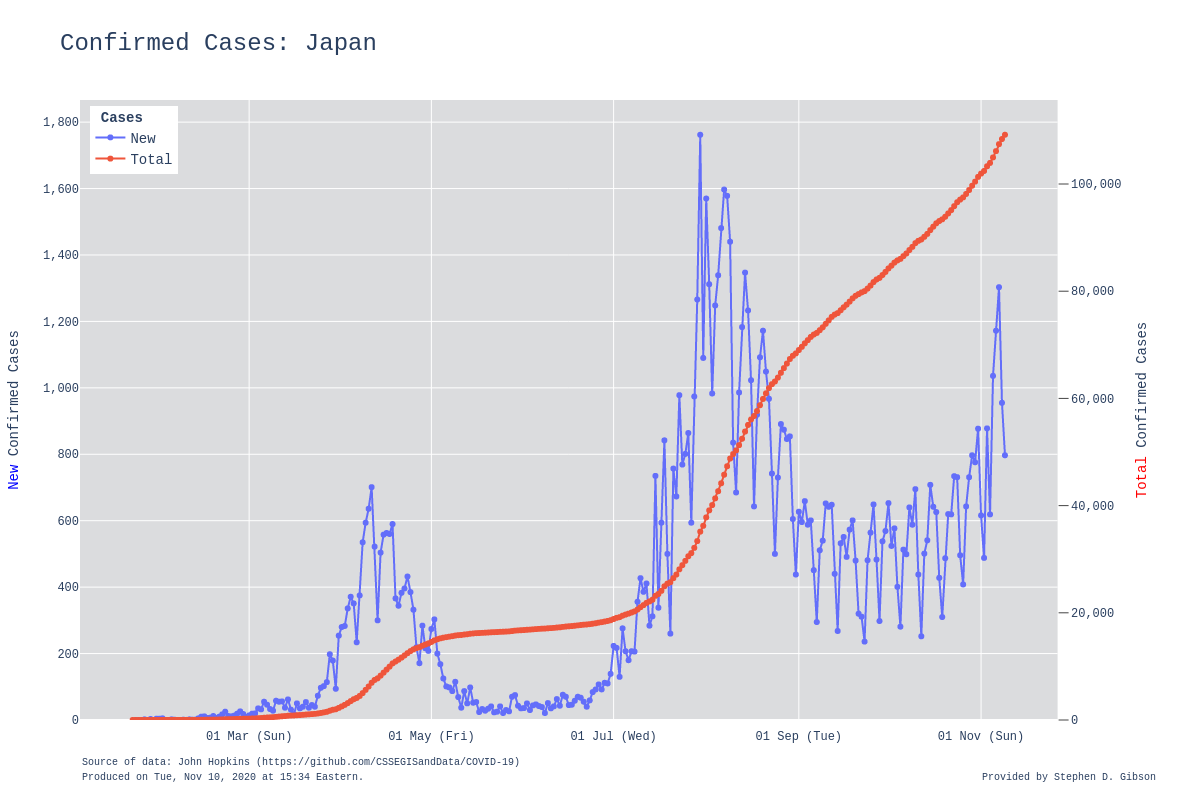 Confirmed Cases: Japan
Cases
New
Total
1,800
1,600
1,400
1,200
1,000
800
600
400
200
0
100,000
80,000
60,000
40,000
20,000
0
New Confirmed Cases
Total Confirmed Cases
01 Mar (Sun)
01 May (Fri)
01 Jul (Wed)
01 Sep (Tue)
01 Nov (Sun)
Source of data: John Hopkins (https://github.com/CSSEGISandData/COVID-19)
Produced on Tue, Nov 10, 2020 at 15:34 Eastern.
Provided by Stephen D. Gibson